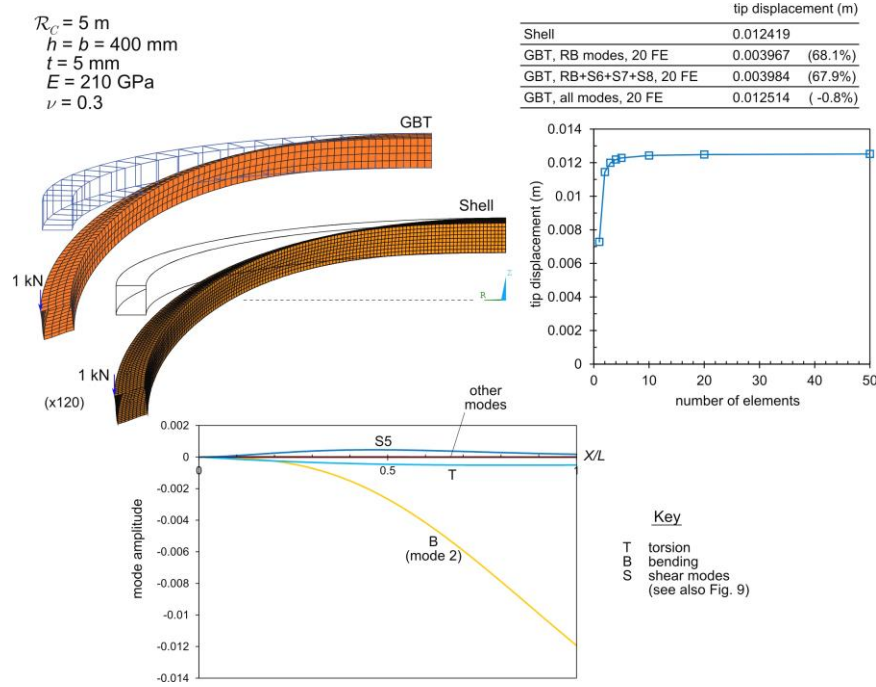 ℛ_C = 5 m
h = b = 400 mm
t = 5 mm
E = 210 GPa
ν = 0.3
tip displacement (m)
Shell 0.012419
GBT, RB modes, 20 FE 0.003967 (68.1%)
GBT, RB+S6+S7+S8, 20 FE 0.003984 (67.9%)
GBT, all modes, 20 FE 0.012514 ( -0.8%)
GBT
Shell
1 kN
Z
R
1 kN
(x120)
tip displacement (m)
0.014
0.012
0.01
0.008
0.006
0.004
0.002
0
0 10 20 30 40 50
number of elements
other
modes
mode amplitude
0.002
0
-0.002
-0.004
-0.006
-0.008
-0.01
-0.012
-0.014
S5
0 0.5 1
X/L
T
B
(mode 2)
Key
T torsion
B bending
S shear modes
(see also Fig. 9)